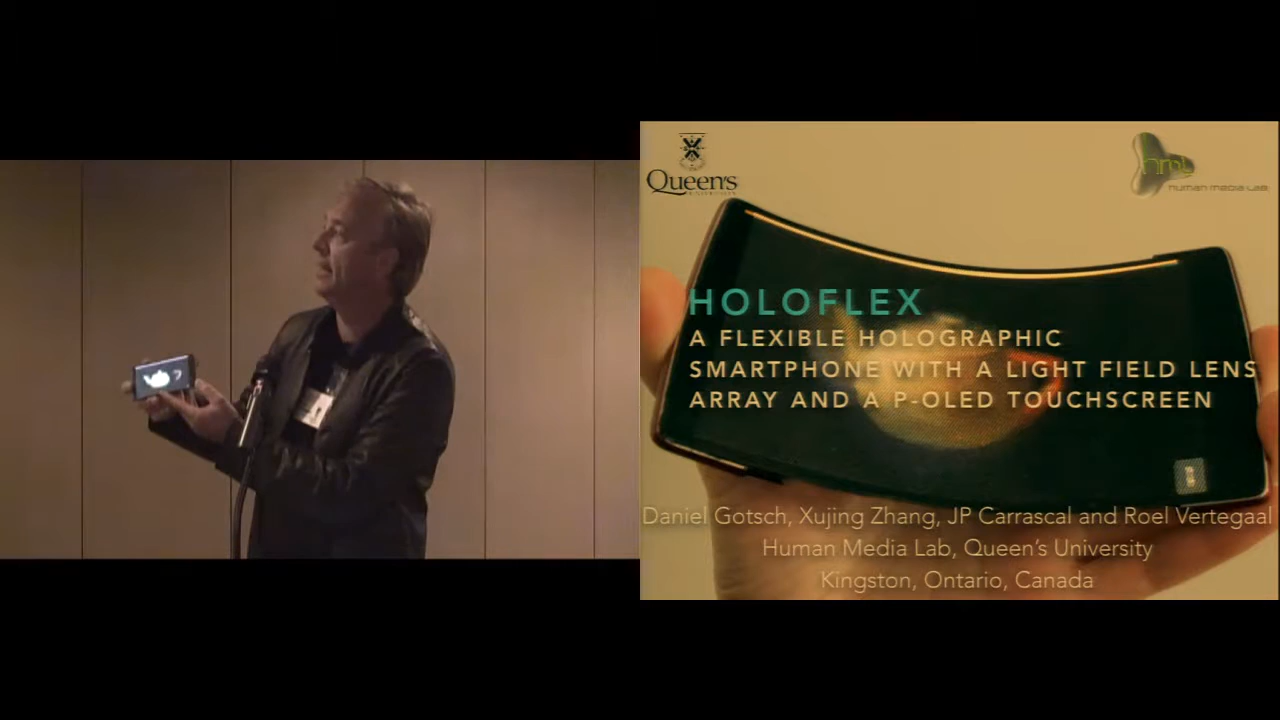 Queen's
hml
human media lab
HOLOFLEX
A FLEXIBLE HOLOGRAPHIC
SMARTPHONE WITH A LIGHT FIELD LENS
ARRAY AND A P-OLED TOUCHSCREEN
Daniel Gotsch, Xujing Zhang, JP Carrascal and Roel Vertegaal
Human Media Lab, Queen's University
Kingston, Ontario, Canada